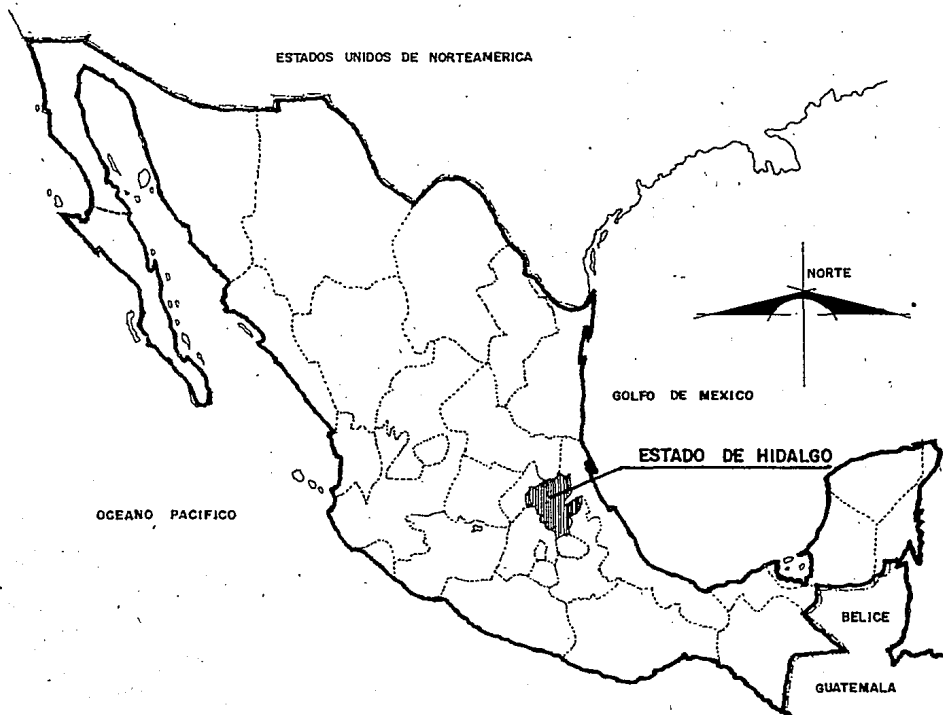 ESTADOS UNIDOS DE NORTEAMERICA
NORTE
GOLFO DE MEXICO
ESTADO DE HIDALGO
OCEANO PACIFICO
BELICE
GUATEMALA